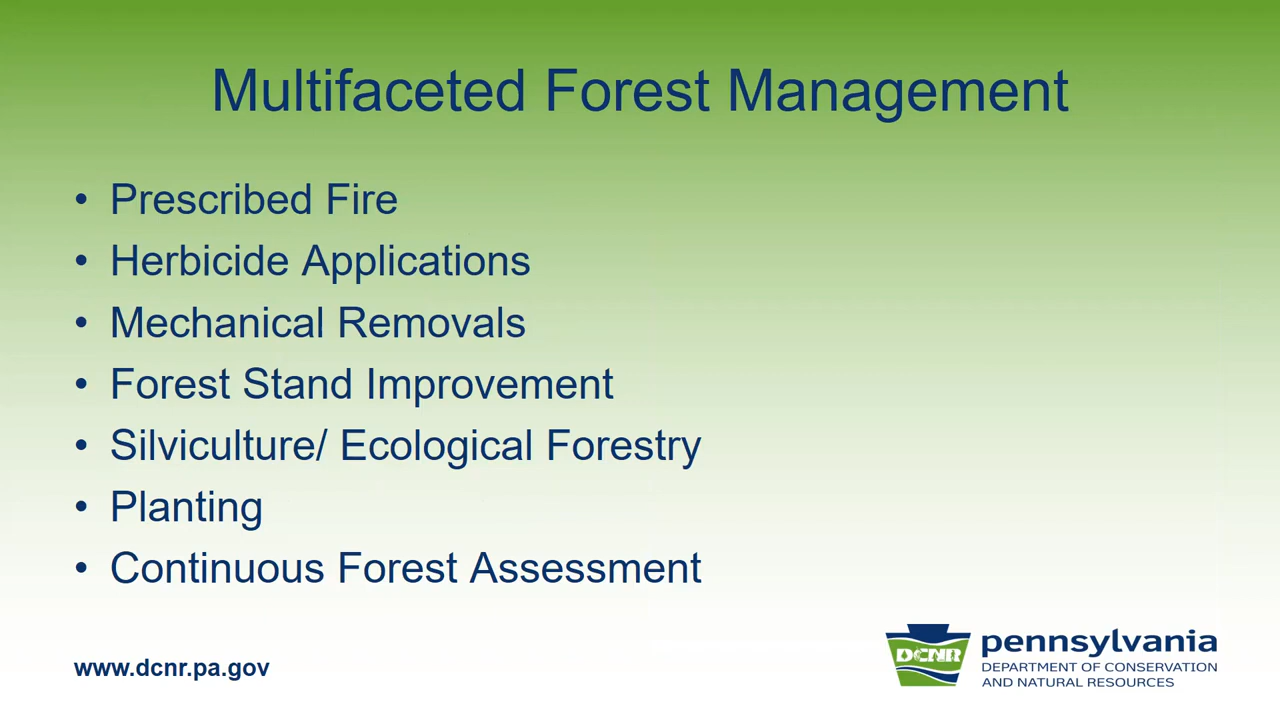 Multifaceted Forest Management
• Prescribed Fire
• Herbicide Applications
• Mechanical Removals
• Forest Stand Improvement
• Silviculture/ Ecological Forestry
• Planting
• Continuous Forest Assessment
www.dcnr.pa.gov
DCNR
pennsylvania
DEPARTMENT OF CONSERVATION
AND NATURAL RESOURCES